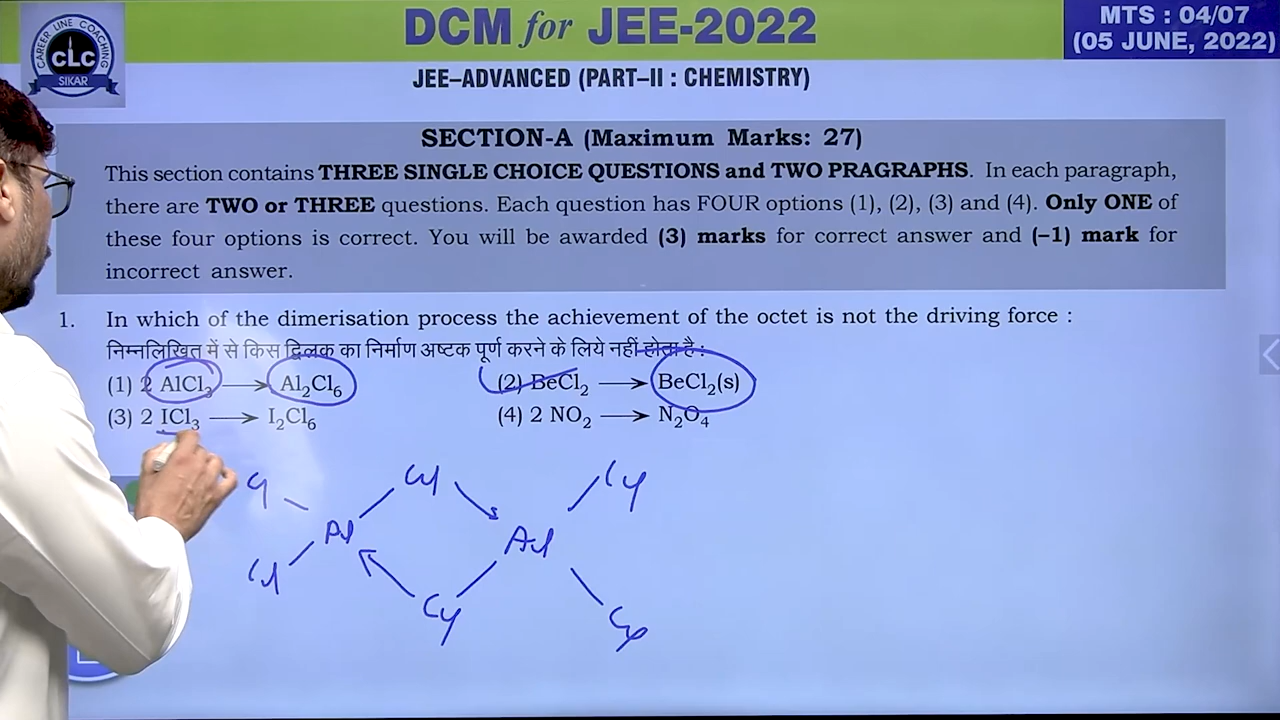 CAREER LINE COACHING
CLC
SIKAR
DCM for JEE-2022
MTS : 04/07
(05 JUNE, 2022)
JEE–ADVANCED (PART–II : CHEMISTRY)
SECTION-A (Maximum Marks: 27)
This section contains THREE SINGLE CHOICE QUESTIONS and TWO PRAGRAPHS. In each paragraph,
there are TWO or THREE questions. Each question has FOUR options (1), (2), (3) and (4). Only ONE of
these four options is correct. You will be awarded (3) marks for correct answer and (–1) mark for
incorrect answer.
1. In which of the dimerisation process the achievement of the octet is not the driving force :
निम्नलिखित में से किस द्विलक का निर्माण अष्टक पूर्ण करने के लिये नहीं होता है :
(1) 2 AlCl₃ ⟶ Al₂Cl₆ (2) BeCl₂ ⟶ BeCl₂(s)
(3) 2 ICl₃ ⟶ I₂Cl₆ (4) 2 NO₂ ⟶ N₂O₄
Cl Cl Cl
Al Al
Cl Cl Cl